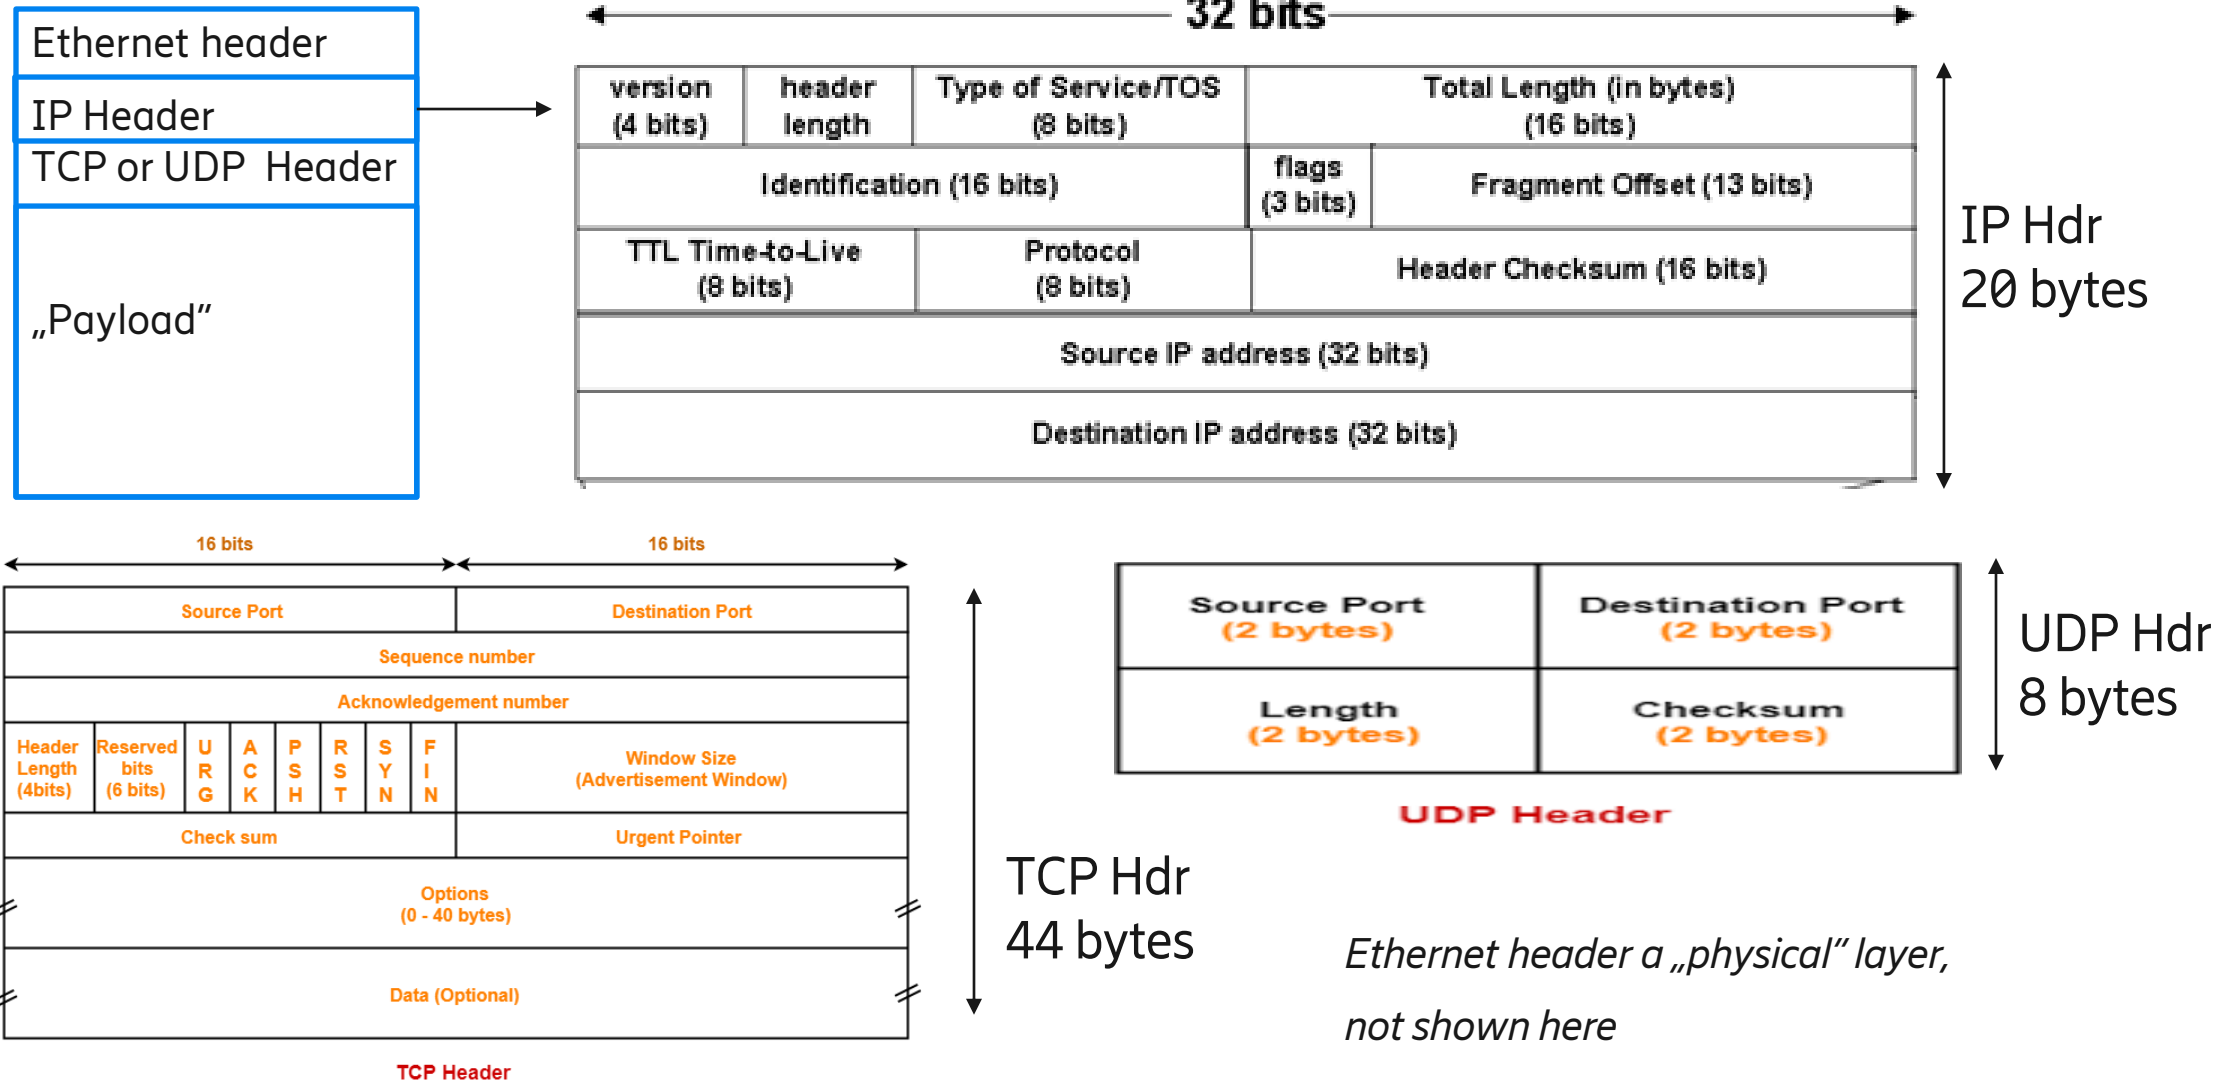 Ethernet header
IP Header
TCP or UDP  Header
„Payload”
32 bits
version
(4 bits)
header
length
Type of Service/TOS
(8 bits)
Total Length (in bytes)
(16 bits)
Identification (16 bits)
flags
(3 bits)
Fragment Offset (13 bits)
TTL Time-to-Live
(8 bits)
Protocol
(8 bits)
Header Checksum (16 bits)
Source IP address (32 bits)
Destination IP address (32 bits)
IP Hdr
20 bytes
16 bits
16 bits
Source Port
Destination Port
Sequence number
Acknowledgement number
Header
Length
(4bits)
Reserved
bits
(6 bits)
URG
ACK
PSH
RST
SYN
FIN
Window Size
(Advertisement Window)
Check sum
Urgent Pointer
Options
(0 - 40 bytes)
Data (Optional)
TCP Header
TCP Hdr
44 bytes
Source Port
(2 bytes)
Destination Port
(2 bytes)
Length
(2 bytes)
Checksum
(2 bytes)
UDP Header
UDP Hdr
8 bytes
Ethernet header a „physical” layer,
not shown here